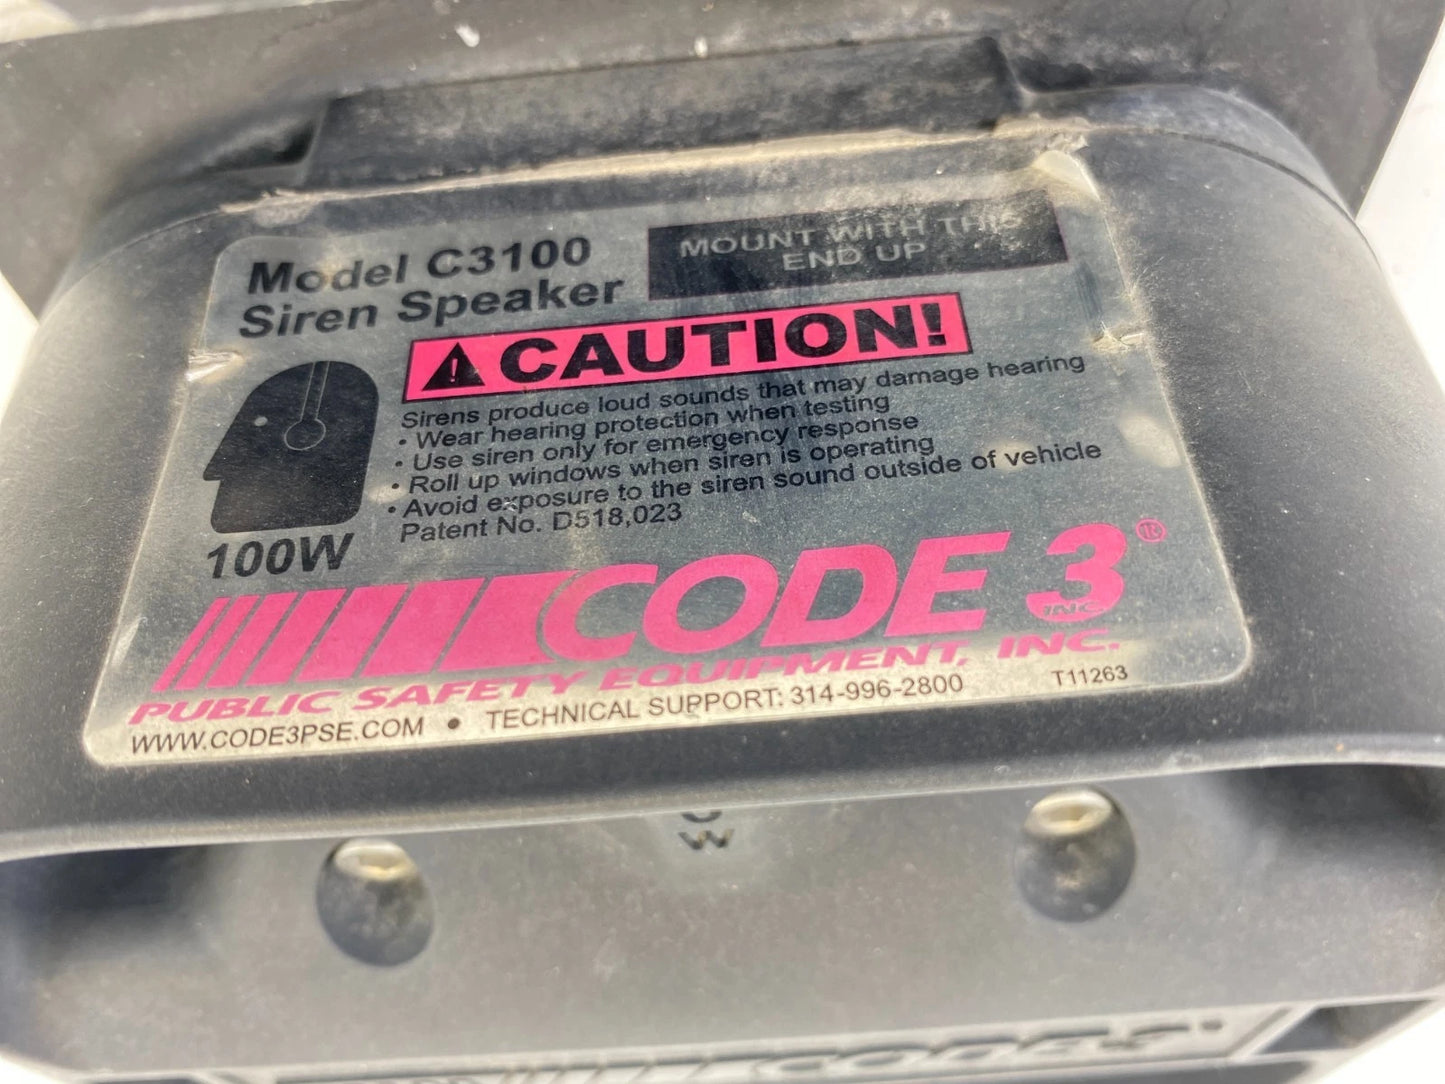 Model C3100
Siren Speaker
MOUNT WITH THIS
END UP
CAUTION!
Sirens produce loud sounds that may damage hearing
• Wear hearing protection when testing
• Use siren only for emergency response
• Roll up windows when siren is operating
• Avoid exposure to the siren sound outside of vehicle
Patent No. D518,023
100W
CODE 3®
INC.
PUBLIC SAFETY EQUIPMENT, INC.
WWW.CODE3PSE.COM • TECHNICAL SUPPORT: 314-996-2800
T11263
W
CODE 3